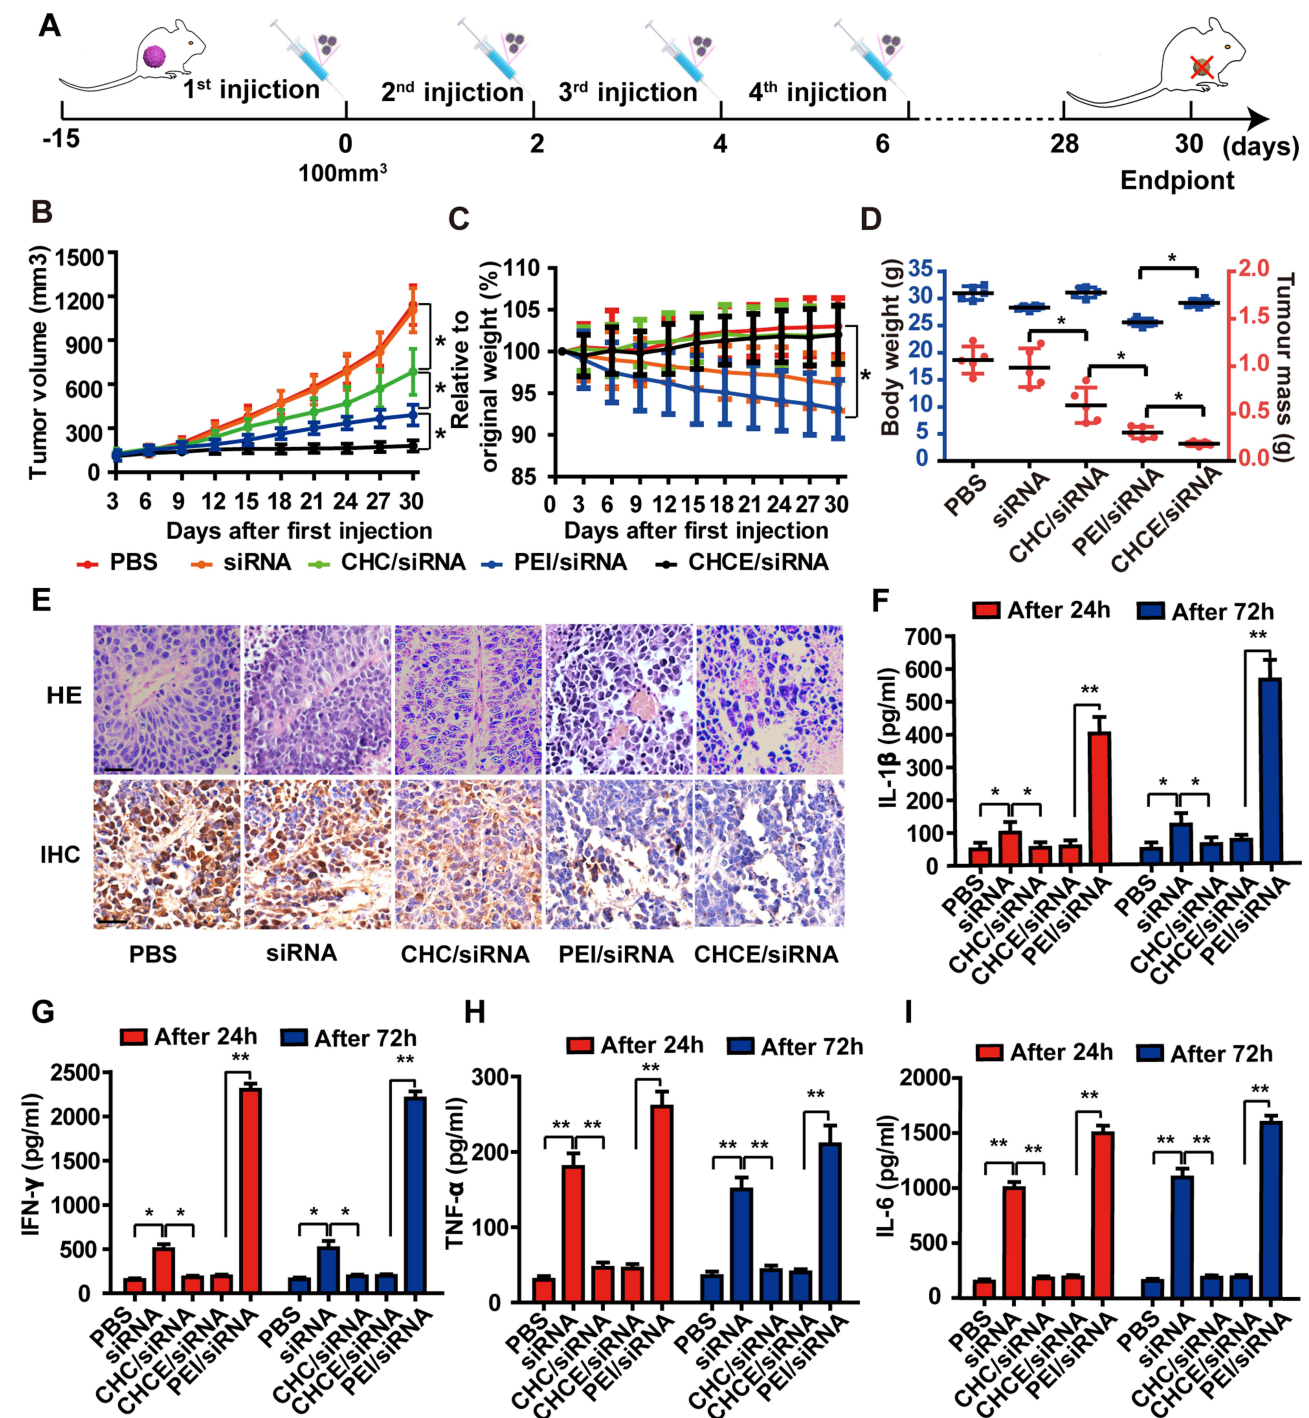 A
1st injiction
2nd injiction
3rd injiction
4th injiction
-15 0 2 4 6 28 30 (days)
100mm3
Endpiont
B
Tumor volume (mm3)
1500
1200
900
600
300
0
3 6 9 12 15 18 21 24 27 30
Days after first injection
* * *
C
Relative to
original weight (%)
110
105
100
95
90
85
0 3 6 9 12 15 18 21 24 27 30
Days after first injection
*
PBS siRNA CHC/siRNA PEI/siRNA CHCE/siRNA
D
Body weight (g)
35
30
25
20
15
10
5
0
Tumour mass (g)
2.0
1.5
1.0
0.5
0.0
* * * *
PBS
siRNA
CHC/siRNA
PEI/siRNA
CHCE/siRNA
E
HE
IHC
PBS siRNA CHC/siRNA PEI/siRNA CHCE/siRNA
F
After 24h After 72h
IL-1β (pg/ml)
700
600
500
400
300
200
100
0
* * ** * * **
PBS
siRNA
CHC/siRNA
CHCE/siRNA
PEI/siRNA
PBS
siRNA
CHC/siRNA
CHCE/siRNA
PEI/siRNA
G
After 24h After 72h
IFN-γ (pg/ml)
2500
2000
1500
1000
500
0
* * ** * * **
PBS
siRNA
CHC/siRNA
CHCE/siRNA
PEI/siRNA
PBS
siRNA
CHC/siRNA
CHCE/siRNA
PEI/siRNA
H
After 24h After 72h
TNF-α (pg/ml)
300
200
100
0
** ** ** ** ** **
PBS
siRNA
CHC/siRNA
CHCE/siRNA
PEI/siRNA
PBS
siRNA
CHC/siRNA
CHCE/siRNA
PEI/siRNA
I
After 24h After 72h
IL-6 (pg/ml)
2000
1500
1000
500
0
** ** ** ** ** **
PBS
siRNA
CHC/siRNA
CHCE/siRNA
PEI/siRNA
PBS
siRNA
CHC/siRNA
CHCE/siRNA
PEI/siRNA